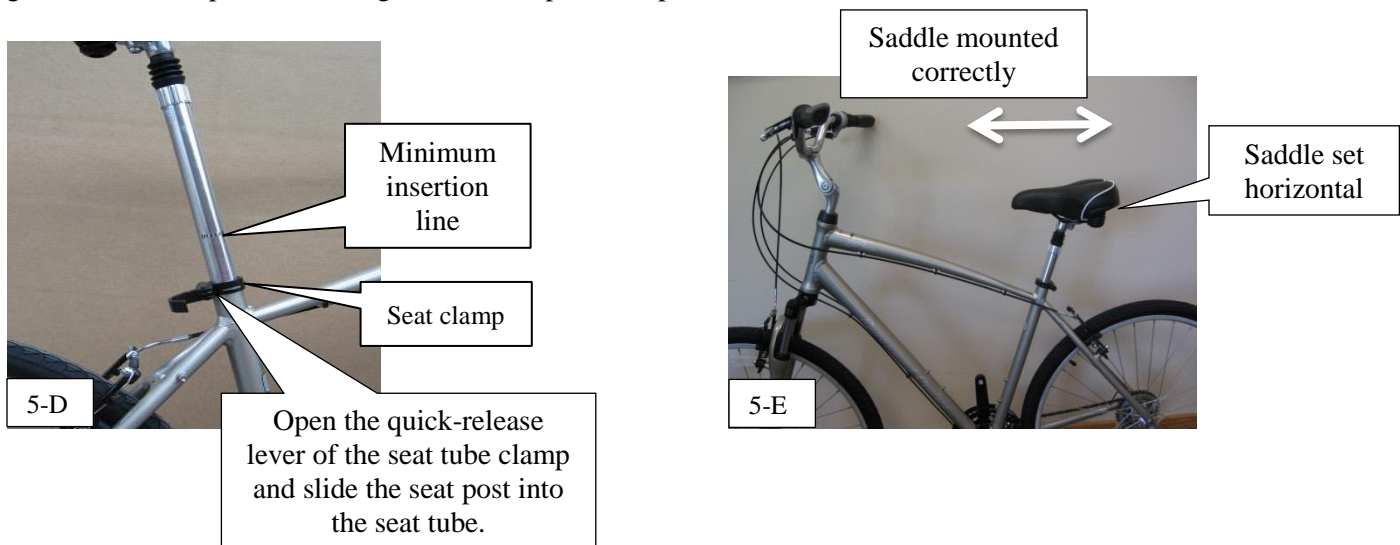 Minimum
insertion
line
Seat clamp
5-D
Open the quick-release
lever of the seat tube clamp
and slide the seat post into
the seat tube.
Saddle mounted
correctly
Saddle set
horizontal
5-E